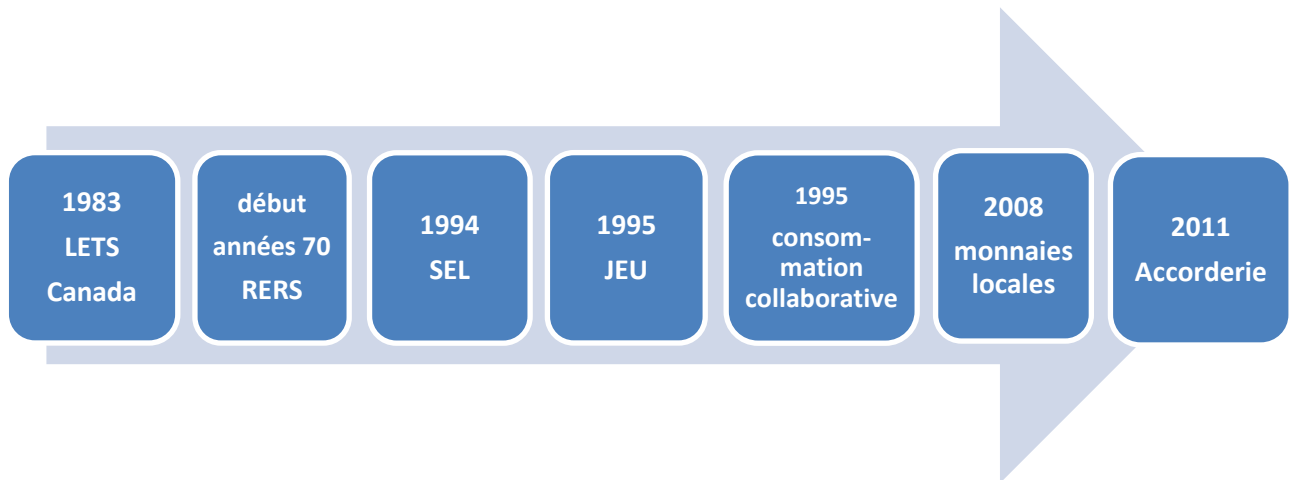 1983
LETS
Canada
début
années 70
RERS
1994
SEL
1995
JEU
1995
consom-
mation
collaborative
2008
monnaies
locales
2011
Accorderie